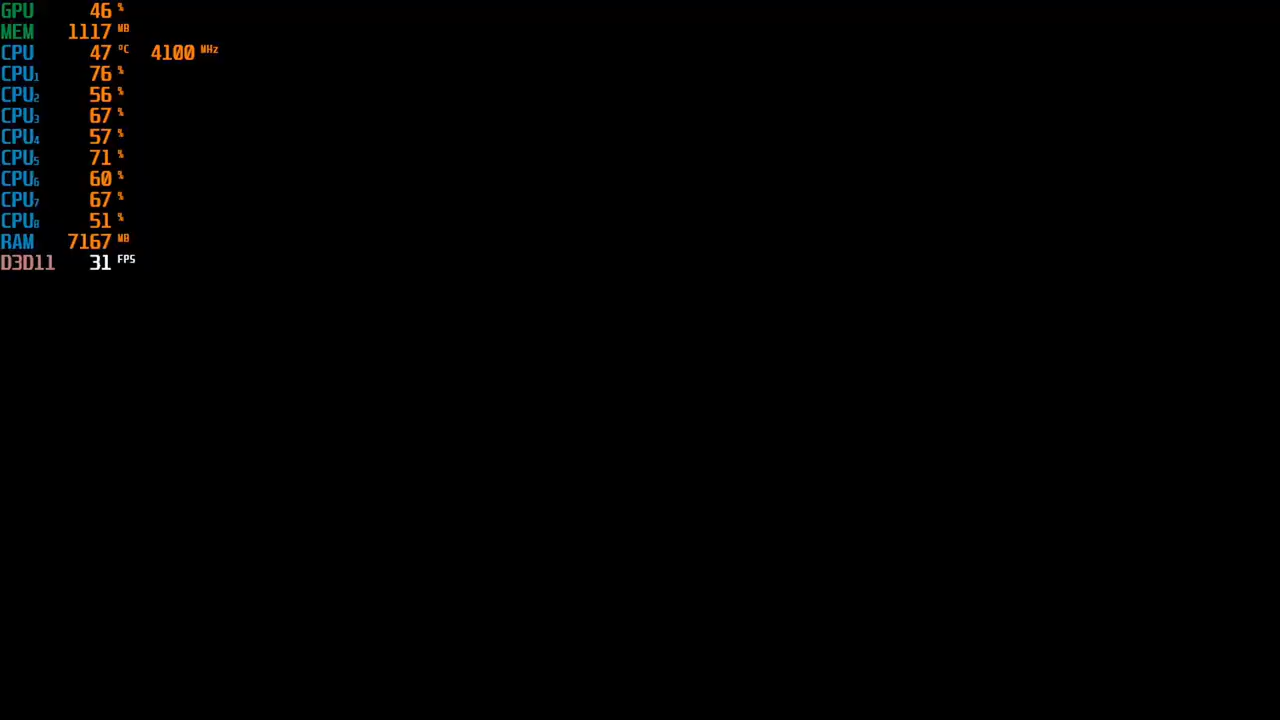 GPU 46 %
MEM 1117 MB
CPU 47 °C 4100 MHz
CPU1 76 %
CPU2 56 %
CPU3 67 %
CPU4 57 %
CPU5 71 %
CPU6 60 %
CPU7 67 %
CPU8 51 %
RAM 7167 MB
D3D11 31 FPS